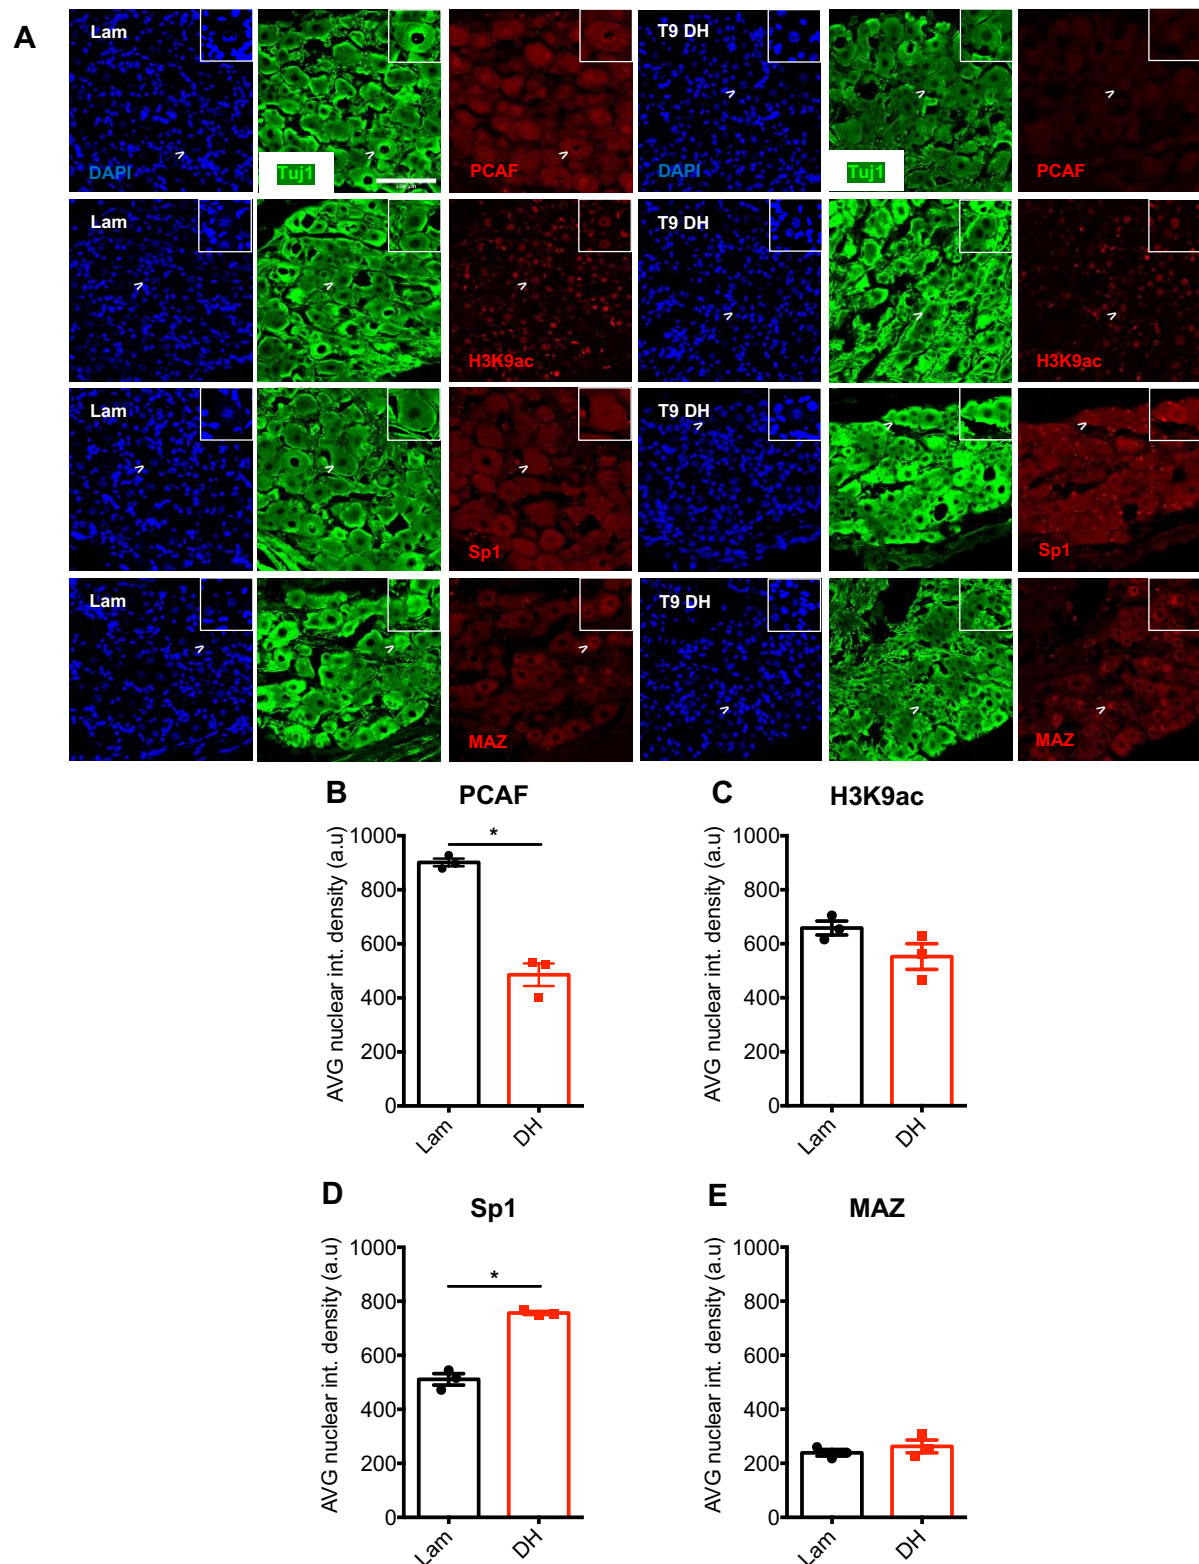 A
Lam
T9 DH
DAPI
Tuj1
100 µm
PCAF
DAPI
Tuj1
PCAF
Lam
T9 DH
H3K9ac
H3K9ac
Lam
T9 DH
Sp1
Sp1
Lam
T9 DH
MAZ
MAZ
B
PCAF
AVG nuclear int. density (a.u)
1000
800
600
400
200
0
*
Lam
DH
C
H3K9ac
AVG nuclear int. density (a.u)
1000
800
600
400
200
0
Lam
DH
D
Sp1
AVG nuclear int. density (a.u)
1000
800
600
400
200
0
*
Lam
DH
E
MAZ
AVG nuclear int. density (a.u)
1000
800
600
400
200
0
Lam
DH